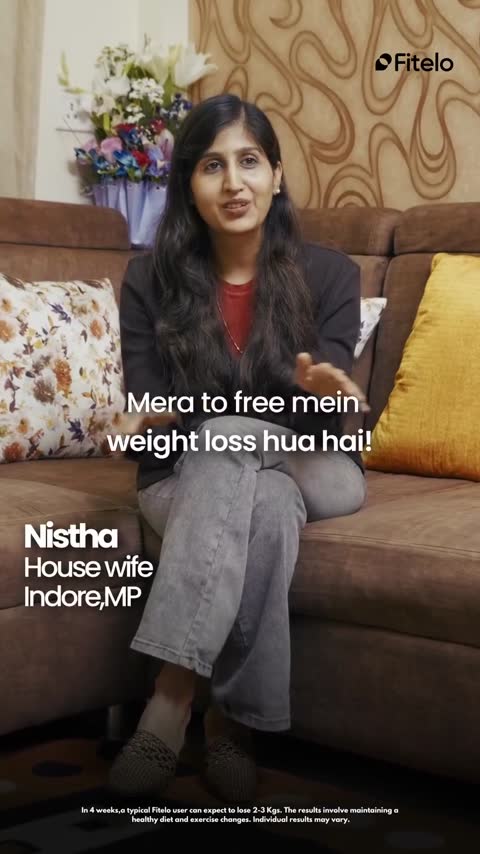 Fitelo
Mera to free mein
weight loss hua hai!
Nistha
House wife
Indore,MP
In 4 weeks,a typical Fitelo user can expect to lose 2-3 Kgs. The results involve maintaining a
healthy diet and exercise changes. Individual results may vary.